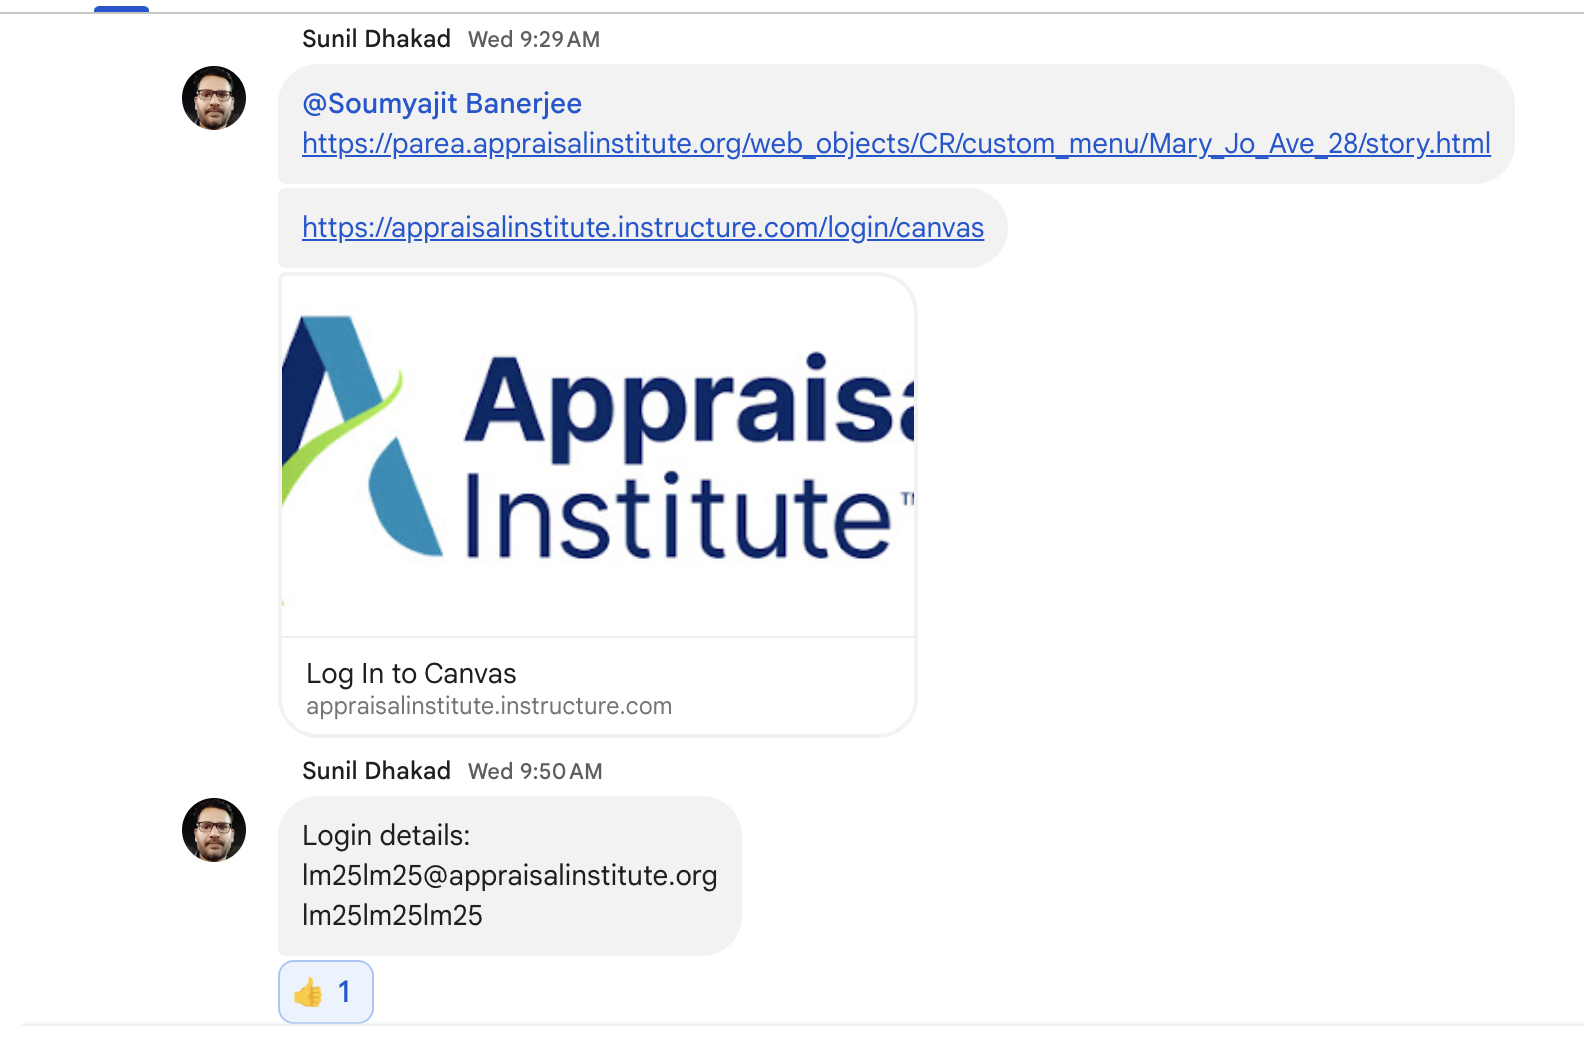 Sunil Dhakad Wed 9:29 AM
@Soumyajit Banerjee
https://parea.appraisalinstitute.org/web_objects/CR/custom_menu/Mary_Jo_Ave_28/story.html
https://appraisalinstitute.instructure.com/login/canvas
Appraisa
Institute™
Log In to Canvas
appraisalinstitute.instructure.com
Sunil Dhakad Wed 9:50 AM
Login details:
lm25lm25@appraisalinstitute.org
lm25lm25lm25
👍 1